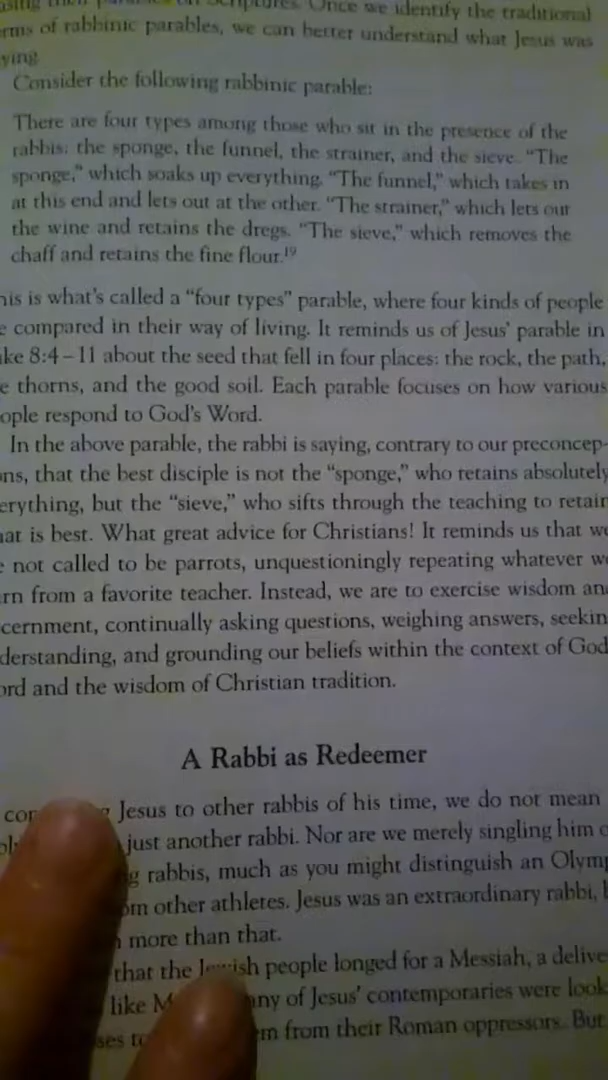 their parables on Scriptures. Once we identify the traditional
of rabbinic parables, we can better understand what Jesus was
ying.
Consider the following rabbinic parable:
There are four types among those who sit in the presence of the
rabbis: the sponge, the funnel, the strainer, and the sieve. “The
sponge,” which soaks up everything. “The funnel,” which takes in
at this end and lets out at the other. “The strainer,” which lets out
the wine and retains the dregs. “The sieve,” which removes the
chaff and retains the fine flour.19
his is what’s called a “four types” parable, where four kinds of people
e compared in their way of living. It reminds us of Jesus’ parable in
ke 8:4–11 about the seed that fell in four places: the rock, the path,
e thorns, and the good soil. Each parable focuses on how various
ople respond to God’s Word.
In the above parable, the rabbi is saying, contrary to our preconcep-
ns, that the best disciple is not the “sponge,” who retains absolutely
erything, but the “sieve,” who sifts through the teaching to retain
hat is best. What great advice for Christians! It reminds us that we
e not called to be parrots, unquestioningly repeating whatever we
rn from a favorite teacher. Instead, we are to exercise wisdom an
cernment, continually asking questions, weighing answers, seekin
derstanding, and grounding our beliefs within the context of God
ord and the wisdom of Christian tradition.
A Rabbi as Redeemer
Jesus to other rabbis of his time, we do not mean
just another rabbi. Nor are we merely singling him o
g rabbis, much as you might distinguish an Olymp
om other athletes. Jesus was an extraordinary rabbi, b
more than that.
that the Jewish people longed for a Messiah, a delive
like M any of Jesus’ contemporaries were look
ses to em from their Roman oppressors. But